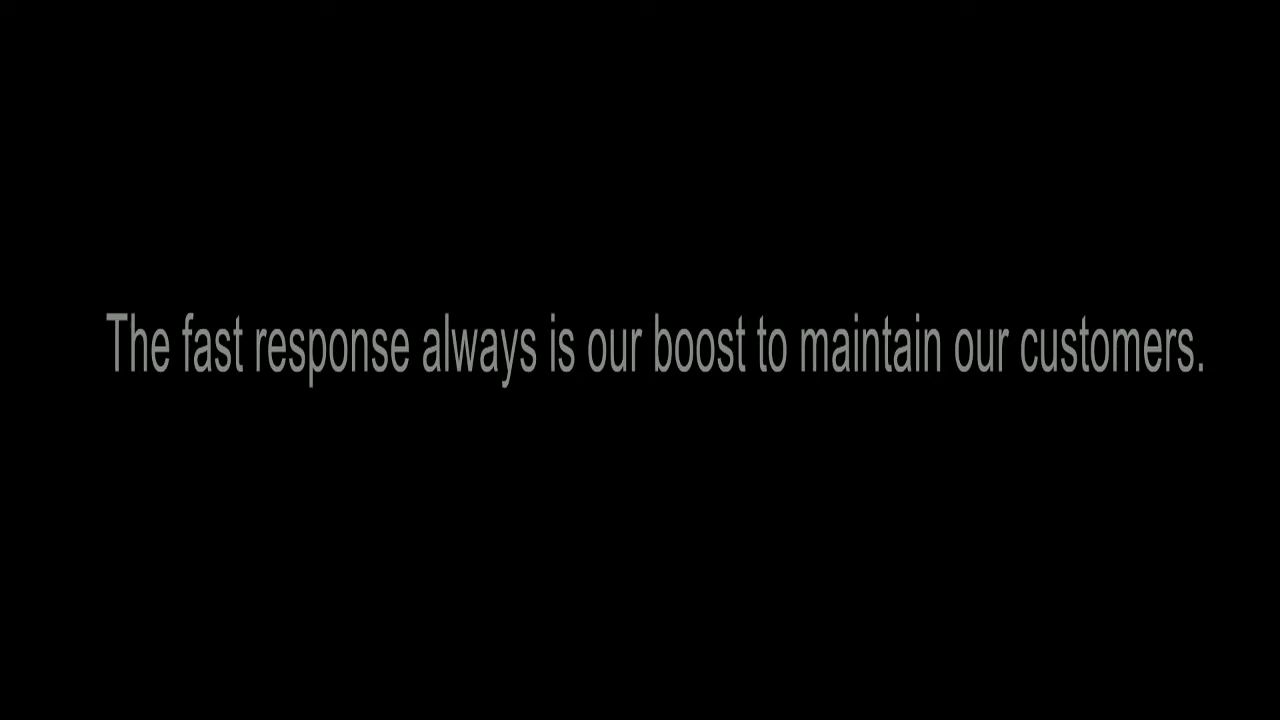 The fast response always is our boost to maintain our customers.